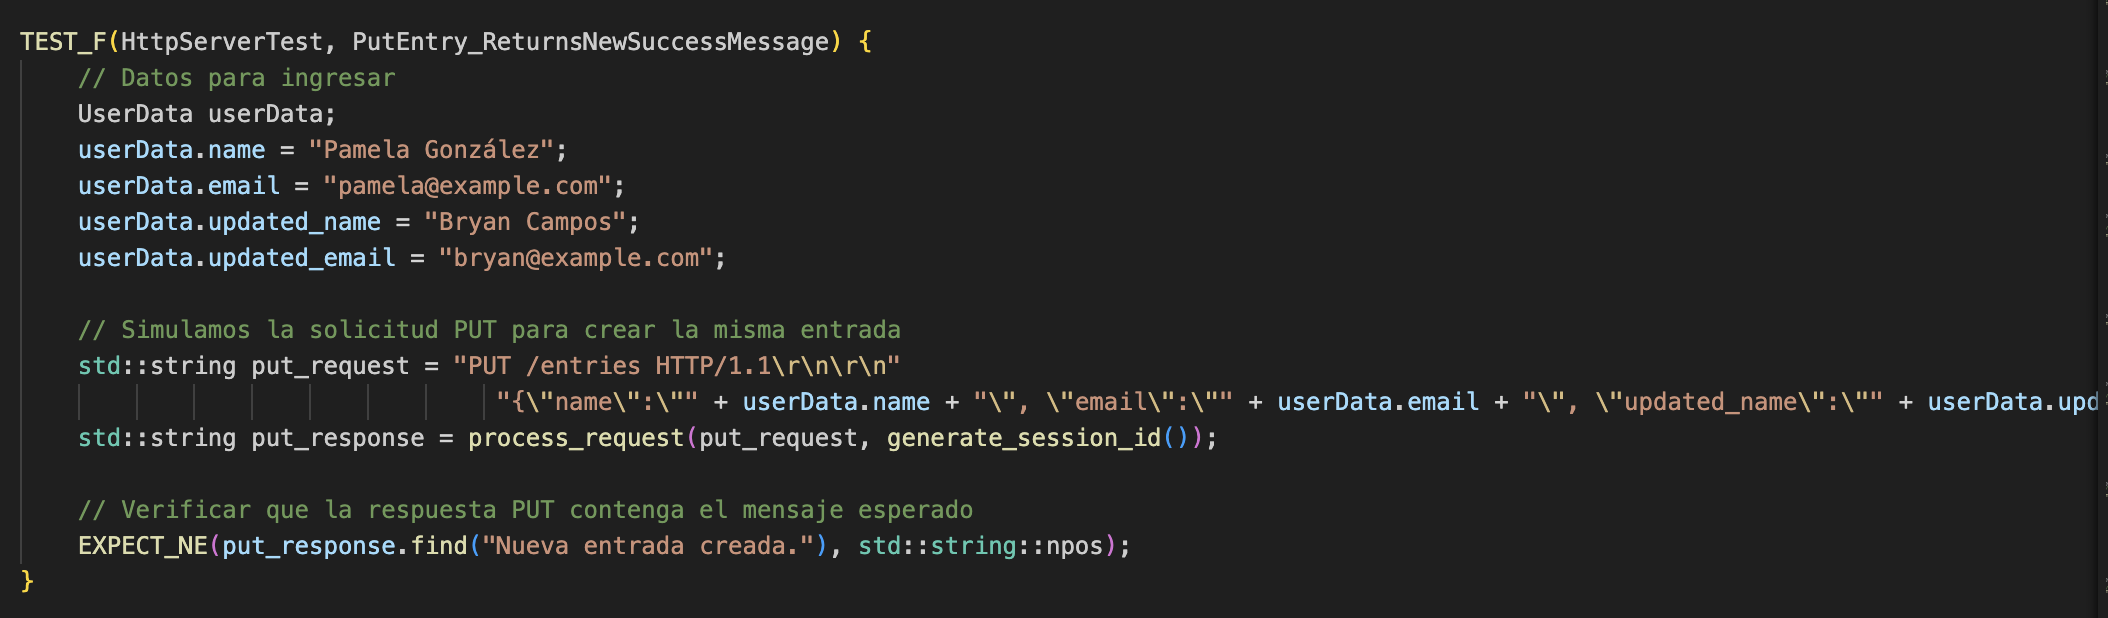 TEST_F(HttpServerTest, PutEntry_ReturnsNewSuccessMessage) {
// Datos para ingresar
UserData userData;
userData.name = "Pamela González";
userData.email = "pamela@example.com";
userData.updated_name = "Bryan Campos";
userData.updated_email = "bryan@example.com";
// Simulamos la solicitud PUT para crear la misma entrada
std::string put_request = "PUT /entries HTTP/1.1\r\n\r\n"
"{\"name\":\"" + userData.name + "\", \"email\":\"" + userData.email + "\", \"updated_name\":\"" + userData.upd
std::string put_response = process_request(put_request, generate_session_id());
// Verificar que la respuesta PUT contenga el mensaje esperado
EXPECT_NE(put_response.find("Nueva entrada creada."), std::string::npos);
}